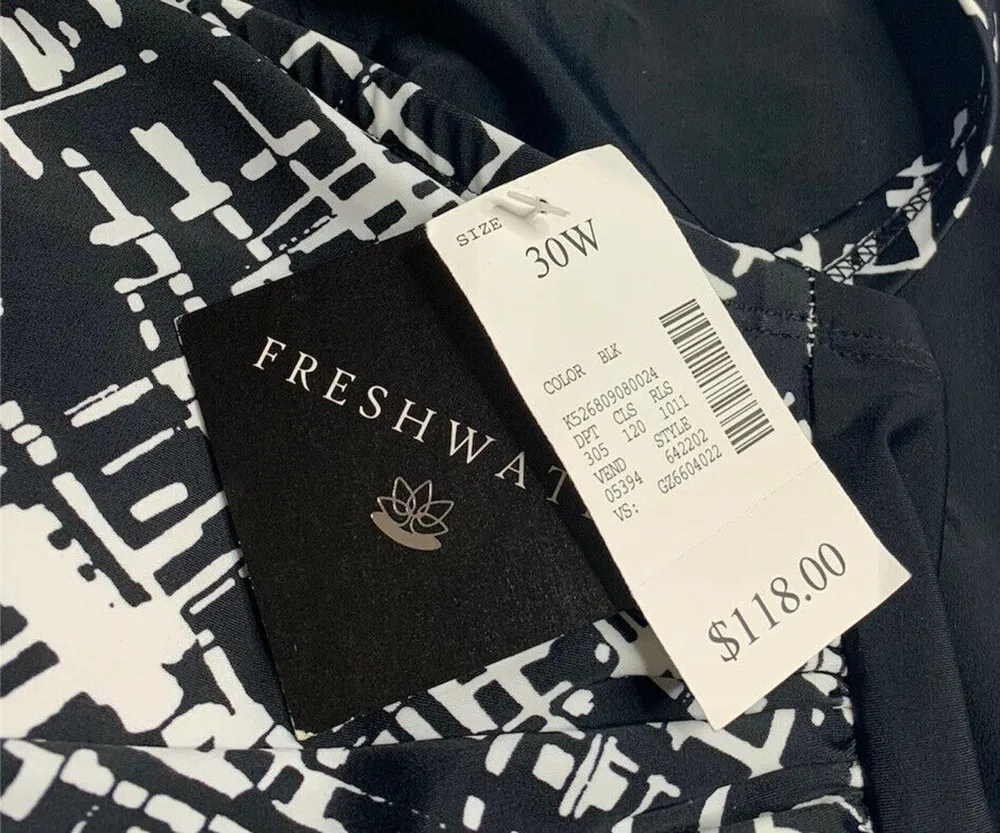 FRESHWAT
SIZE
30W
COLOR BLK
K526809080024
DPT CLS RLS
305 120 1011
VEND STYLE
05394 642202
VS: GZ6604022
$118.00